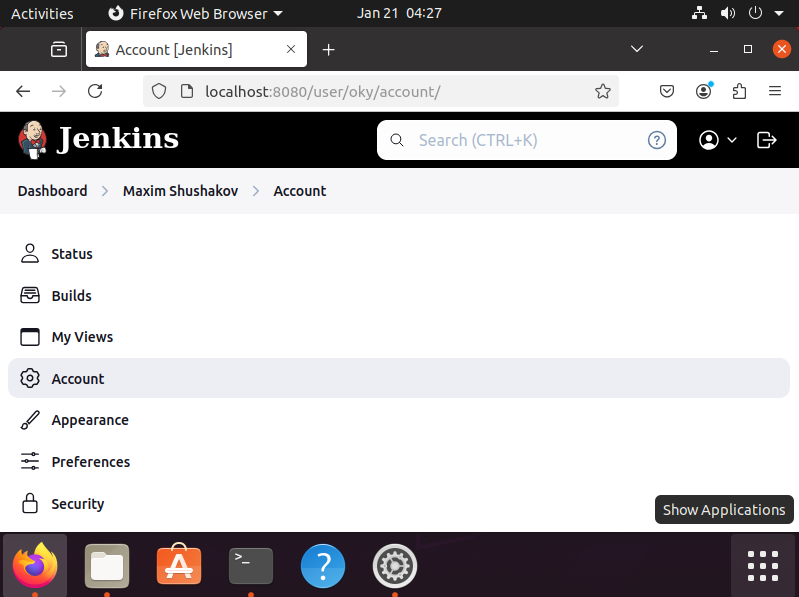 Activities
Firefox Web Browser
Jan 21 04:27
Account [Jenkins]
localhost:8080/user/oky/account/
Jenkins
Search (CTRL+K)
?
Dashboard
Maxim Shushakov
Account
Status
Builds
My Views
Account
Appearance
Preferences
Security
Show Applications
>_
?